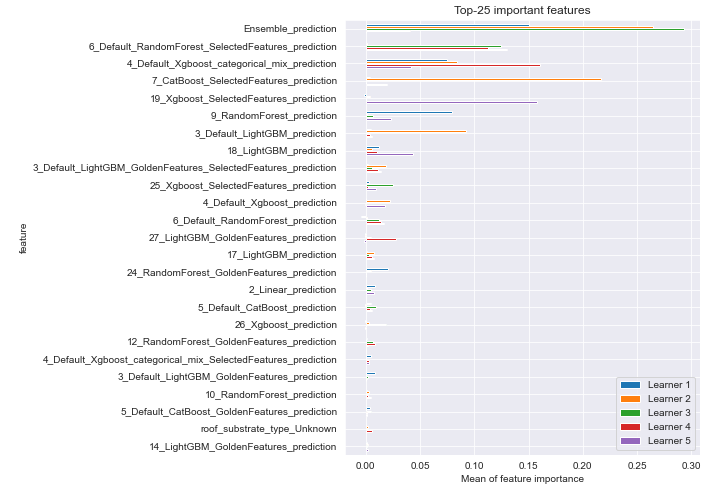 Top-25 important features
Ensemble_prediction
6_Default_RandomForest_SelectedFeatures_prediction
4_Default_Xgboost_categorical_mix_prediction
7_CatBoost_SelectedFeatures_prediction
19_Xgboost_SelectedFeatures_prediction
9_RandomForest_prediction
3_Default_LightGBM_prediction
18_LightGBM_prediction
3_Default_LightGBM_GoldenFeatures_SelectedFeatures_prediction
25_Xgboost_SelectedFeatures_prediction
4_Default_Xgboost_prediction
6_Default_RandomForest_prediction
27_LightGBM_GoldenFeatures_prediction
17_LightGBM_prediction
24_RandomForest_GoldenFeatures_prediction
2_Linear_prediction
5_Default_CatBoost_prediction
26_Xgboost_prediction
12_RandomForest_GoldenFeatures_prediction
4_Default_Xgboost_categorical_mix_SelectedFeatures_prediction
3_Default_LightGBM_GoldenFeatures_prediction
10_RandomForest_prediction
5_Default_CatBoost_GoldenFeatures_prediction
roof_substrate_type_Unknown
14_LightGBM_GoldenFeatures_prediction
feature
Learner 1
Learner 2
Learner 3
Learner 4
Learner 5
0.00 0.05 0.10 0.15 0.20 0.25 0.30
Mean of feature importance